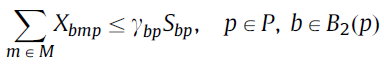 ∑_{m ∈ M} X_{bmp} ≤ γ_{bp} S_{bp},   p ∈ P, b ∈ B_2(p)